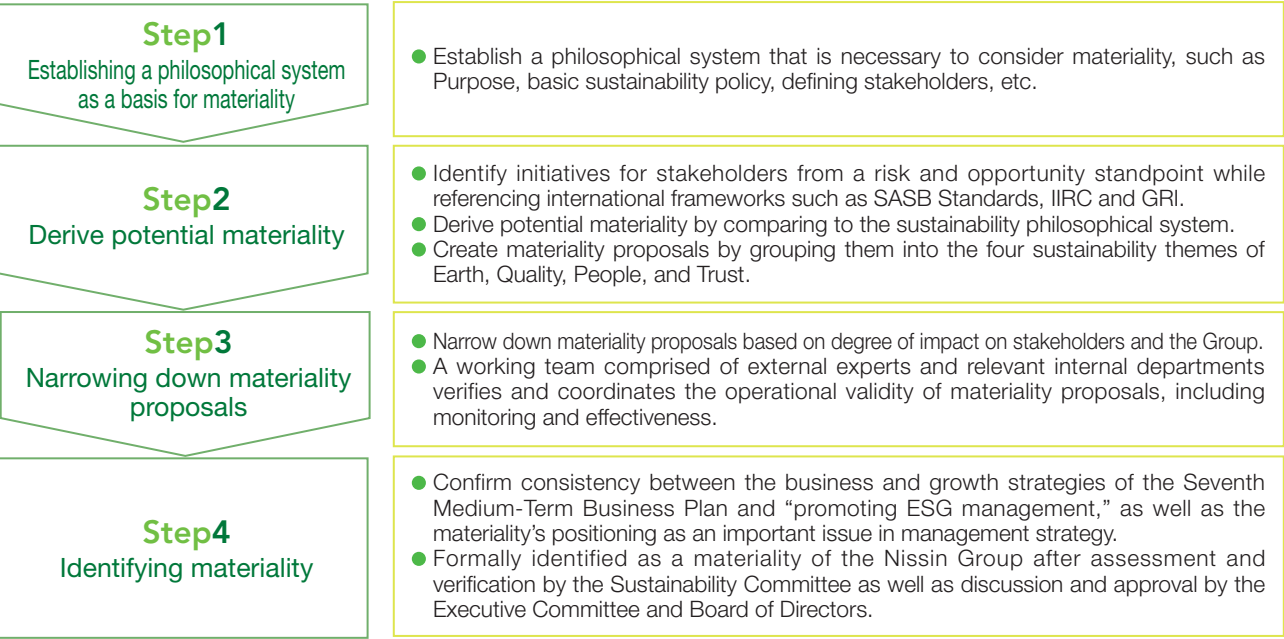 Step1
Establishing a philosophical system
as a basis for materiality
● Establish a philosophical system that is necessary to consider materiality, such as
Purpose, basic sustainability policy, defining stakeholders, etc.
Step2
Derive potential materiality
● Identify initiatives for stakeholders from a risk and opportunity standpoint while
referencing international frameworks such as SASB Standards, IIRC and GRI.
● Derive potential materiality by comparing to the sustainability philosophical system.
● Create materiality proposals by grouping them into the four sustainability themes of
Earth, Quality, People, and Trust.
Step3
Narrowing down materiality
proposals
● Narrow down materiality proposals based on degree of impact on stakeholders and the Group.
● A working team comprised of external experts and relevant internal departments
verifies and coordinates the operational validity of materiality proposals, including
monitoring and effectiveness.
Step4
Identifying materiality
● Confirm consistency between the business and growth strategies of the Seventh
Medium-Term Business Plan and “promoting ESG management,” as well as the
materiality’s positioning as an important issue in management strategy.
● Formally identified as a materiality of the Nissin Group after assessment and
verification by the Sustainability Committee as well as discussion and approval by the
Executive Committee and Board of Directors.